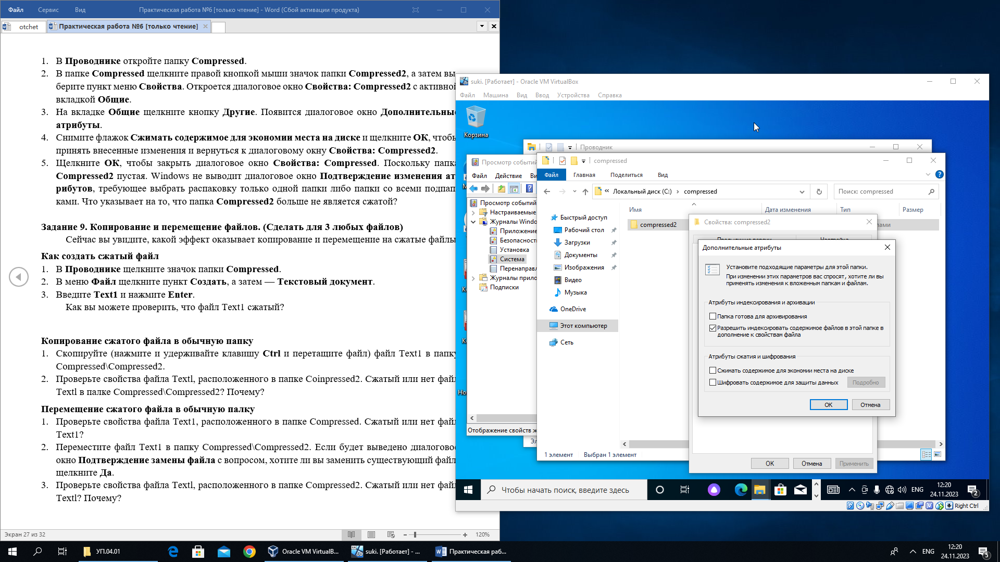 Файл Сервис Вид Практическая работа №6 [только чтение] - Word (Сбой активации продукта)
otchet Практическая работа №6 [только чтение]
1. В Проводнике откройте папку Compressed.
2. В папке Compressed щелкните правой кнопкой мыши значок папки Compressed2, а затем вы
берите пункт меню Свойства. Откроется диалоговое окно Свойства: Compressed2 с активной
вкладкой Общие.
3. На вкладке Общие щелкните кнопку Другие. Появится диалоговое окно Дополнительные
атрибуты.
4. Снимите флажок Сжимать содержимое для экономии места на диске и щелкните ОК, чтобы
принять внесенные изменения и вернуться к диалоговому окну Свойства: Compressed2.
5. Щелкните ОК, чтобы закрыть диалоговое окно Свойства: Compressed. Поскольку папка
Compressed2 пустая. Windows не выводит диалоговое окно Подтверждение изменения ат
рибутов, требующее выбрать распаковку только одной папки либо папки со всеми подпап
ками. Что указывает на то, что папка Compressed2 больше не является сжатой?
Задание 9. Копирование и перемещение файлов. (Сделать для 3 любых файлов)
Сейчас вы увидите, какой эффект оказывает копирование и перемещение на сжатые файлы
Как создать сжатый файл
1. В Проводнике щелкните значок папки Compressed.
2. В меню Файл щелкните пункт Создать, а затем — Текстовый документ.
3. Введите Text1 и нажмите Enter.
Как вы можете проверить, что файл Text1 сжатый?
Копирование сжатого файла в обычную папку
1. Скопируйте (нажмите и удерживайте клавишу Ctrl и перетащите файл) файл Text1 в папку
Compressed\Compressed2.
2. Проверьте свойства файла Textl, расположенного в папке Coinpressed2. Сжатый или нет файл
Textl в палке Compressed\Compressed2? Почему?
Перемещение сжатого файла в обычную палку
1. Проверьте свойства файла Text1, расположенного в папке Compressed. Сжатый или нет файл
Text1?
2. Переместите файл Text1 в папку Compressed\Compressed2. Если будет выведено диалоговое
окно Подтверждение замены файла с вопросом, хотите ли вы заменить существующий файл
щелкните Да.
3. Проверьте свойства файла Textl, расположенного в папке Compressed2. Сжатый или нет файл
Textl? Почему?
Экран 27 из 32 120%
suki. [Работает] - Oracle VM VirtualBox
Файл Машина Вид Ввод Устройства Справка
Корзина
Проводник
Просмотр событий
Файл Действие Ви
Просмотр событий
Настраиваемые
Журналы Windo
Приложение
Безопасность
Установка
Система
Перенаправл
Журналы прило
Подписки
Отображение свойств ж
Эл
Но
compressed
Файл Главная Поделиться Вид
« Локальный диск (C:) › compressed
Поиск: compressed
Имя Дата изменения Тип Размер
compressed2
лами
Быстрый доступ
Рабочий стол
Загрузки
Документы
Изображения
Видео
Музыка
OneDrive
Этот компьютер
Сеть
1 элемент Выбран 1 элемент
Свойства: compressed2
Предыдущие версии Настройка
Дополнительные атрибуты
Установите подходящие параметры для этой папки.
При изменении этих параметров вас спросят, хотите ли вы
применять изменения к вложенным папкам и файлам.
Атрибуты индексирования и архивации
Папка готова для архивирования
Разрешить индексировать содержимое файлов в этой папке в
дополнение к свойствам файла
Атрибуты сжатия и шифрования
Сжимать содержимое для экономии места на диске
Шифровать содержимое для защиты данных Подробно
ОК Отмена
ОК Отмена Применить
Чтобы начать поиск, введите здесь
ENG 12:20
24.11.2023 2
Right Ctrl
УП.04.01 Oracle VM VirtualB... suki. [Работает] - ... Практическая раб...
ENG 12:20
24.11.2023 5